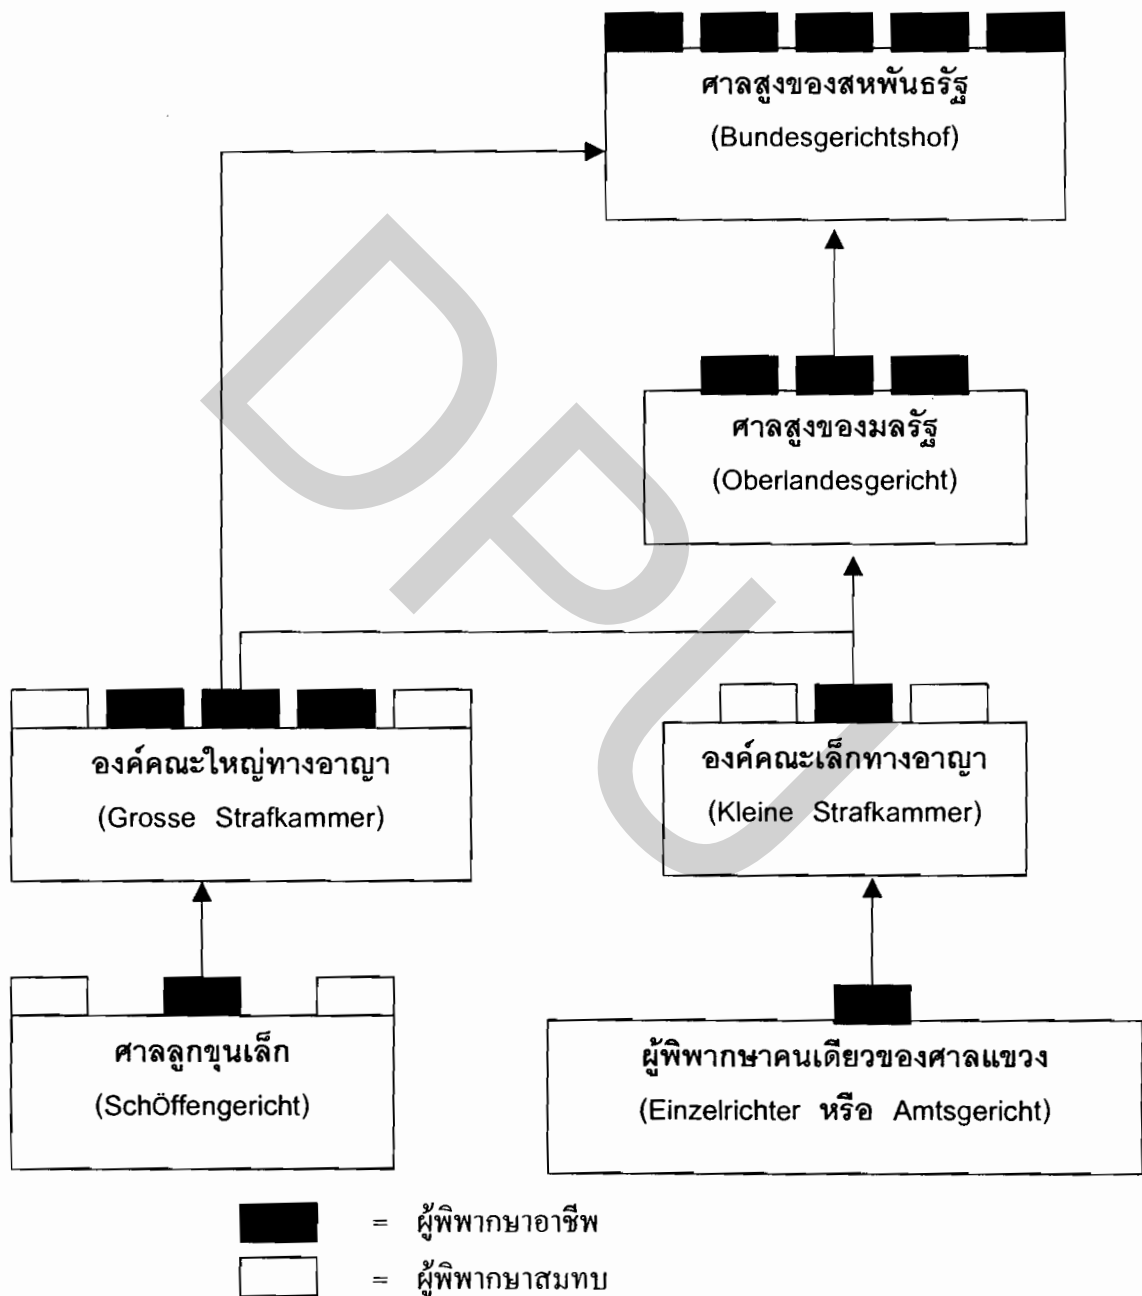 ศาลสูงของสหพันธรัฐ
(Bundesgerichtshof)
ศาลสูงของมลรัฐ
(Oberlandesgericht)
องค์คณะใหญ่ทางอาญา
(Grosse Strafkammer)
องค์คณะเล็กทางอาญา
(Kleine Strafkammer)
ศาลลูกขุนเล็ก
(SchÖffengericht)
ผู้พิพากษาคนเดียวของศาลแขวง
(Einzelrichter หรือ Amtsgericht)
= ผู้พิพากษาอาชีพ
= ผู้พิพากษาสมทบ
DPU